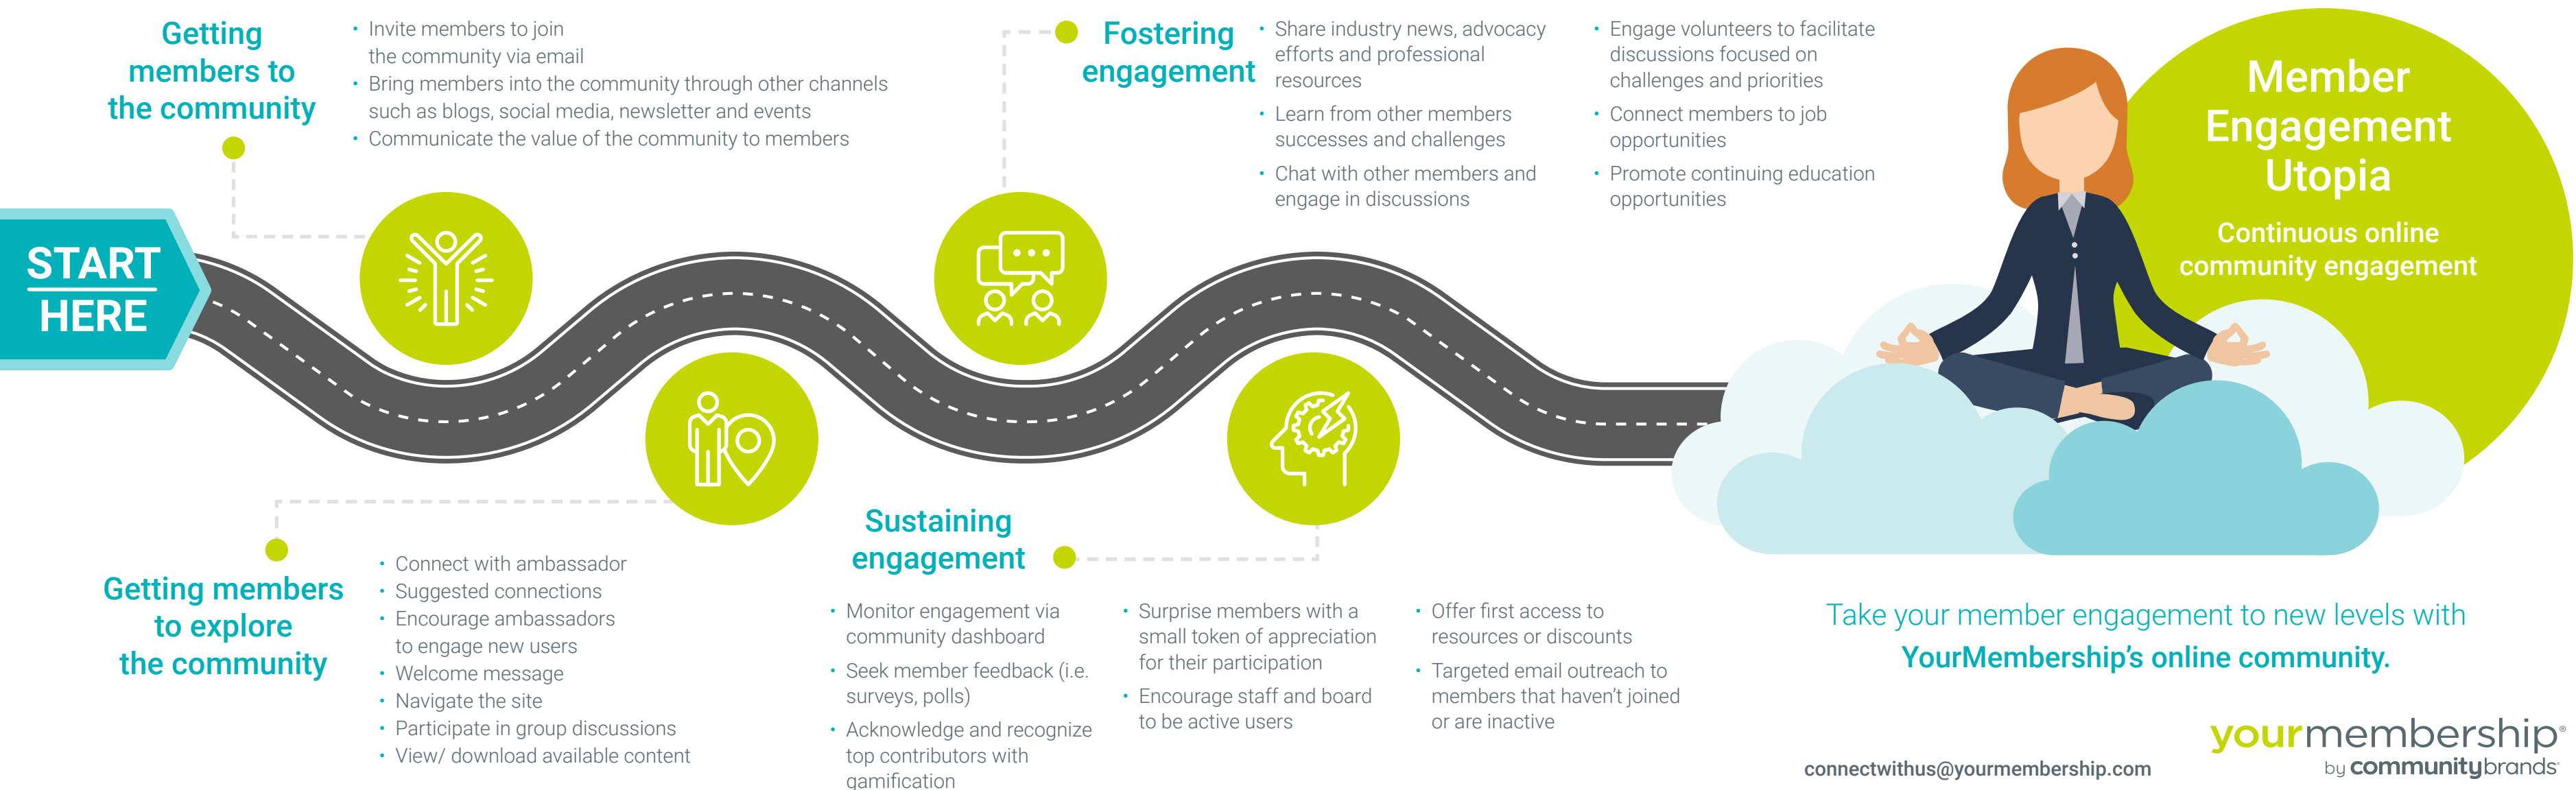 START
HERE
Getting
members to
the community
• Invite members to join
the community via email
• Bring members into the community through other channels
such as blogs, social media, newsletter and events
• Communicate the value of the community to members
Getting members
to explore
the community
• Connect with ambassador
• Suggested connections
• Encourage ambassadors
to engage new users
• Welcome message
• Navigate the site
• Participate in group discussions
• View/ download available content
Fostering
engagement
• Share industry news, advocacy
efforts and professional
resources
• Learn from other members
successes and challenges
• Chat with other members and
engage in discussions
• Engage volunteers to facilitate
discussions focused on
challenges and priorities
• Connect members to job
opportunities
• Promote continuing education
opportunities
Sustaining
engagement
• Monitor engagement via
community dashboard
• Seek member feedback (i.e.
surveys, polls)
• Acknowledge and recognize
top contributors with
gamification
• Surprise members with a
small token of appreciation
for their participation
• Encourage staff and board
to be active users
• Offer first access to
resources or discounts
• Targeted email outreach to
members that haven't joined
or are inactive
Member
Engagement
Utopia
Continuous online
community engagement
Take your member engagement to new levels with
YourMembership's online community.
connectwithus@yourmembership.com
yourmembership®
by communitybrands